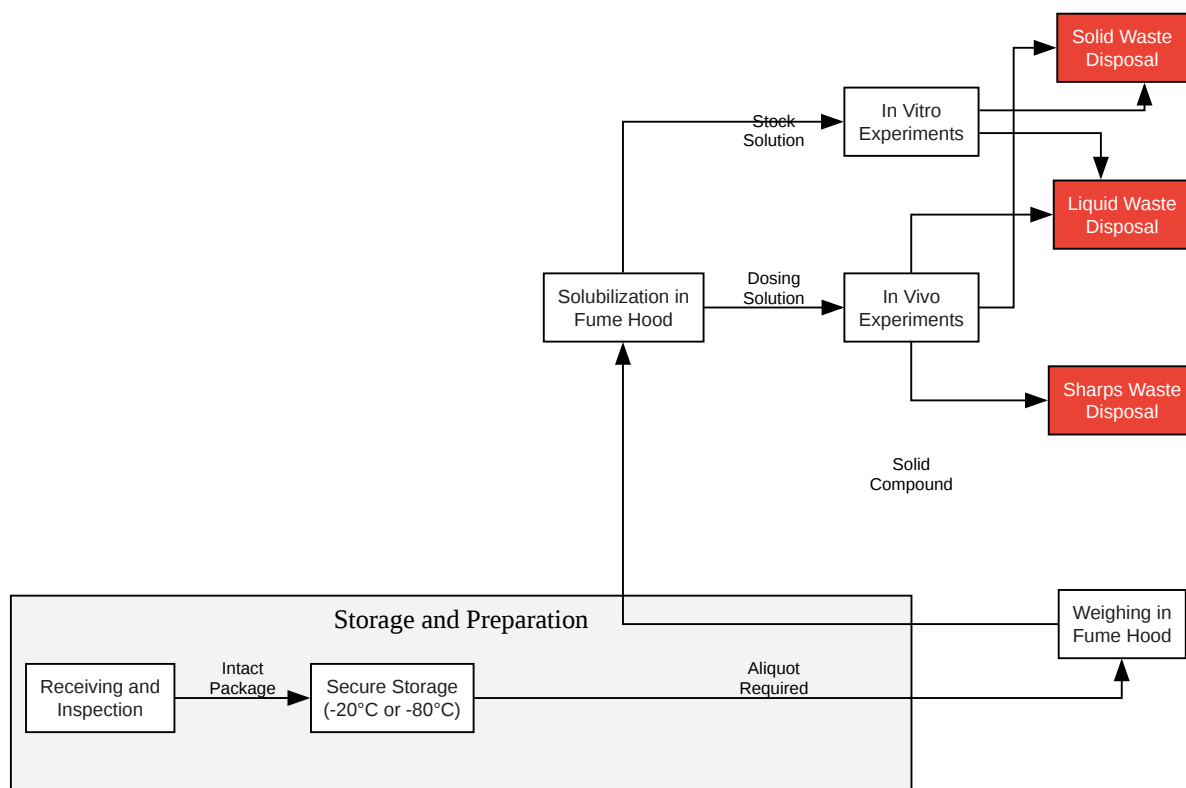 Solid Waste
Disposal
In Vitro
Experiments
Stock
Solution
Liquid Waste
Disposal
Solubilization in
Fume Hood
Dosing
Solution
In Vivo
Experiments
Sharps Waste
Disposal
Solid
Compound
Storage and Preparation
Weighing in
Fume Hood
Receiving and
Inspection
Intact
Package
Secure Storage
(-20°C or -80°C)
Aliquot
Required